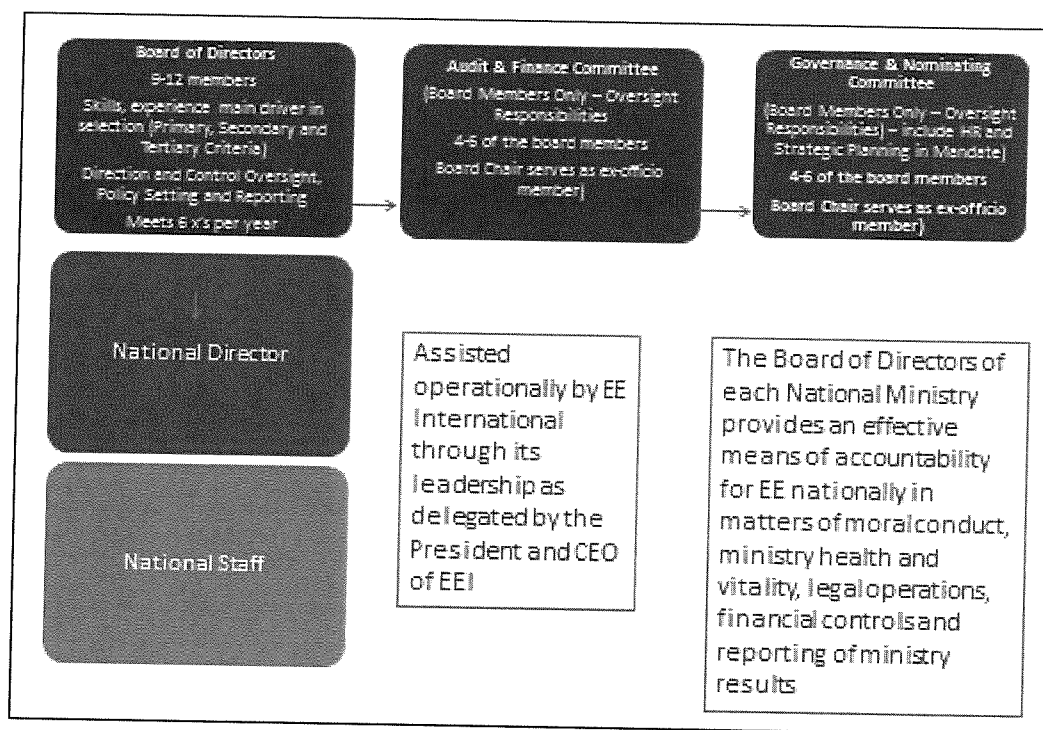 Board of Directors
9-12 members
Skills, experience main driver in
selection (Primary, Secondary and
Tertiary Criteria)
Direction and Control Oversight,
Policy Setting and Reporting
Meets 6 x's per year
Audit & Finance Committee
(Board Members Only – Oversight
Responsibilities
4-6 of the board members
Board Chair serves as ex-officio
member)
Governance & Nominating
Committee
(Board Members Only – Oversight
Responsibilities) – include HR and
Strategic Planning in Mandate)
4-6 of the board members
Board Chair serves as ex-officio
member)
National Director
National Staff
Assisted
operationally by EE
International
through its
leadership as
delegated by the
President and CEO
of EEI
The Board of Directors of
each National Ministry
provides an effective
means of accountability
for EE nationally in
matters of moral conduct,
ministry health and
vitality, legal operations,
financial controls and
reporting of ministry
results